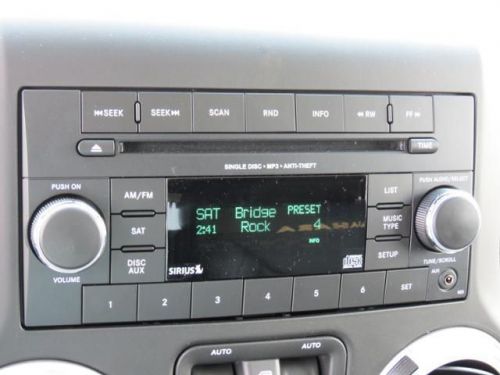 |<<SEEK SEEK>>| SCAN RND INFO <<RW FF>>
TIME
SINGLE DISC • MP3 • ANTI-THEFT
PUSH ON AM/FM LIST PUSH AUDIO/SELECT
SAT Bridge PRESET
2:41 Rock 4
INFO
SAT MUSIC TYPE
DISC AUX SETUP
SIRIUS
VOLUME TUNE/SCROLL
AUX
1 2 3 4 5 6 SET
AUTO AUTO